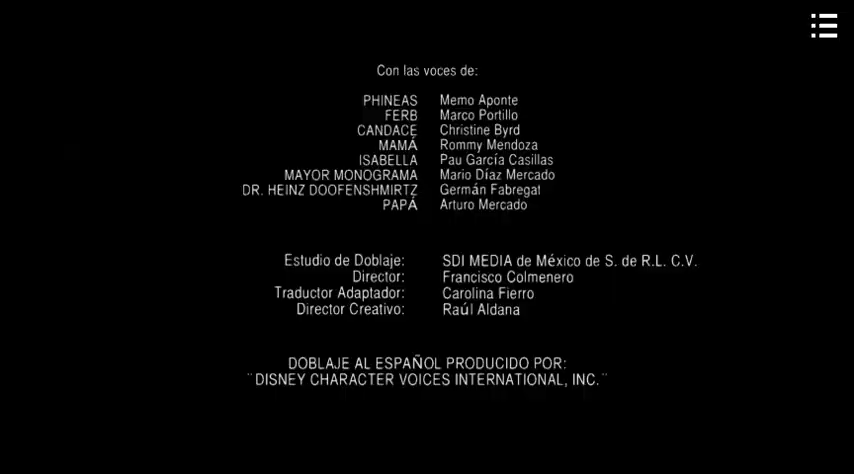 Con las voces de:
PHINEAS Memo Aponte
FERB Marco Portillo
CANDACE Christine Byrd
MAMÁ Rommy Mendoza
ISABELLA Pau García Casillas
MAYOR MONOGRAMA Mario Díaz Mercado
DR. HEINZ DOOFENSHMIRTZ Germán Fabregat
PAPÁ Arturo Mercado
Estudio de Doblaje: SDI MEDIA de México de S. de R.L. C.V.
Director: Francisco Colmenero
Traductor Adaptador: Carolina Fierro
Director Creativo: Raúl Aldana
DOBLAJE AL ESPAÑOL PRODUCIDO POR:
¨DISNEY CHARACTER VOICES INTERNATIONAL, INC.¨